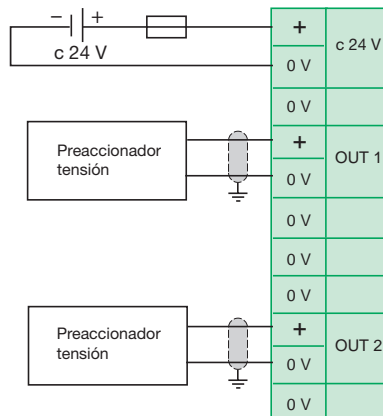 − +
c 24 V
+
c 24 V
0 V
0 V
Preaccionador
tensión
+
OUT 1
0 V
0 V
0 V
0 V
Preaccionador
tensión
+
OUT 2
0 V
0 V